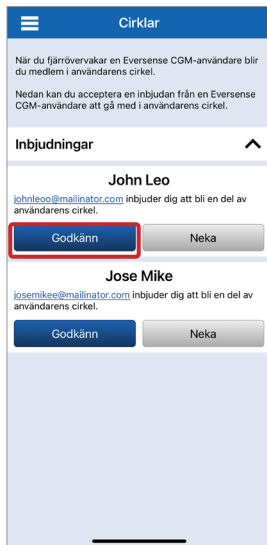 Cirklar
När du fjärrövervakar en Eversense CGM-användare blir
du medlem i användarens cirkel.
Nedan kan du acceptera en inbjudan från en Eversense
CGM-användare att gå med i användarens cirkel.
Inbjudningar
John Leo
johnleoo@mailinator.com inbjuder dig att bli en del av
användarens cirkel.
Godkänn Neka
Jose Mike
josemikee@mailinator.com inbjuder dig att bli en del av
användarens cirkel.
Godkänn Neka